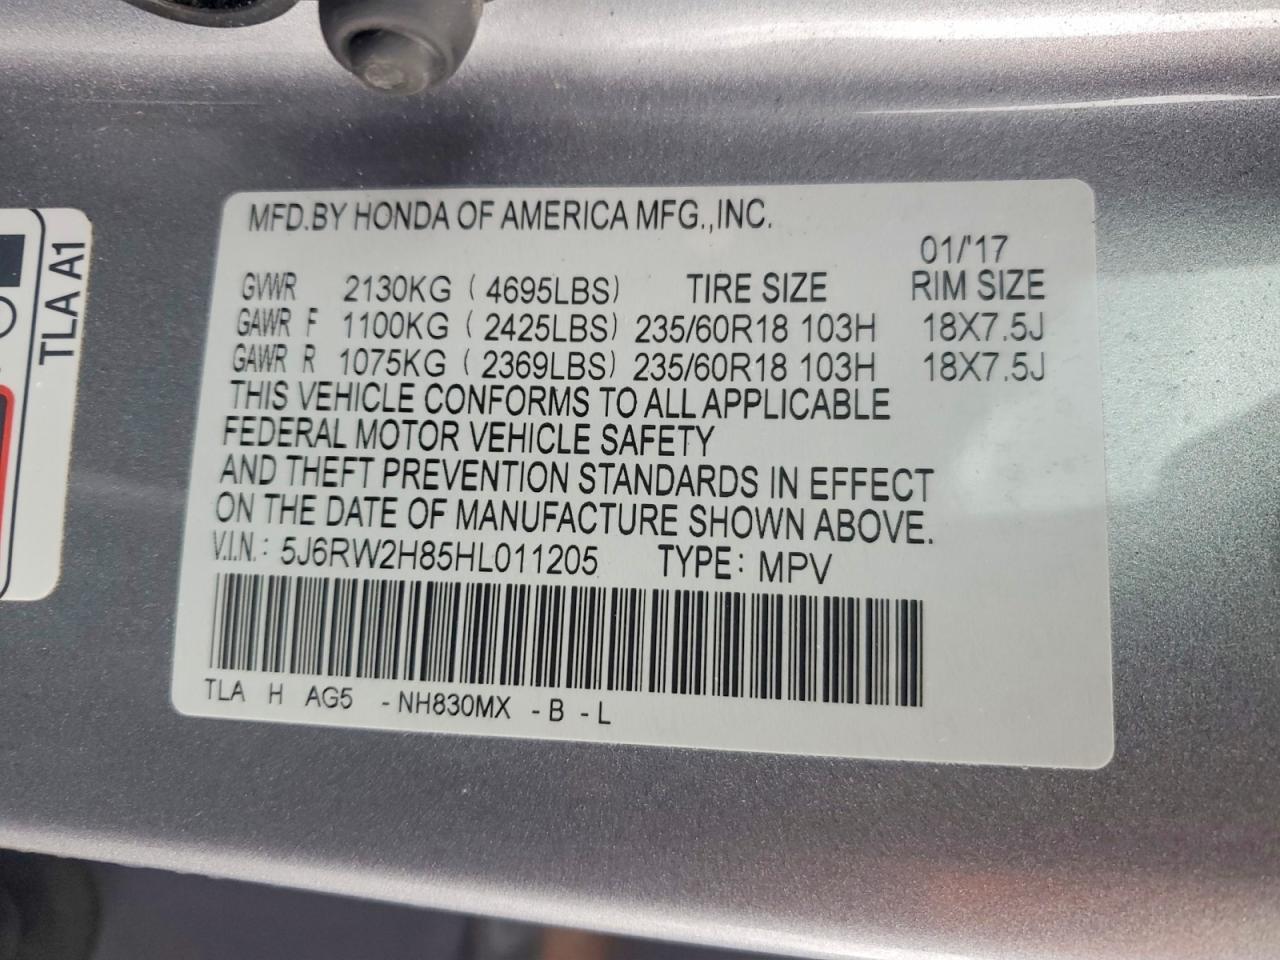 MFD.BY HONDA OF AMERICA MFG.,INC.
01/'17
GVWR 2130KG ( 4695LBS) TIRE SIZE RIM SIZE
GAWR F 1100KG ( 2425LBS) 235/60R18 103H 18X7.5J
GAWR R 1075KG ( 2369LBS) 235/60R18 103H 18X7.5J
THIS VEHICLE CONFORMS TO ALL APPLICABLE
FEDERAL MOTOR VEHICLE SAFETY
AND THEFT PREVENTION STANDARDS IN EFFECT
ON THE DATE OF MANUFACTURE SHOWN ABOVE.
V.I.N.: 5J6RW2H85HL011205 TYPE: MPV
TLA H AG5 -NH830MX -B -L
TLA A1